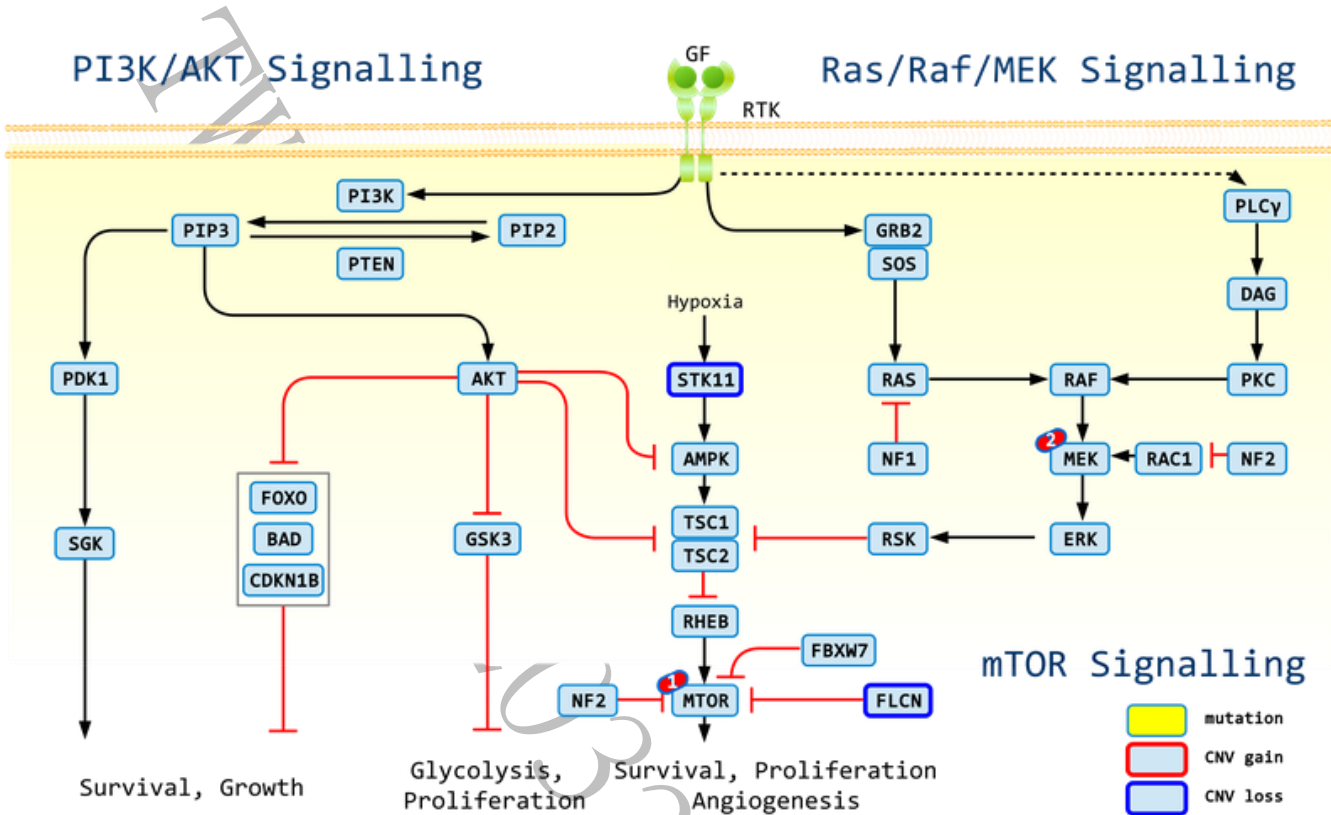 PI3K/AKT Signalling
GF
Ras/Raf/MEK Signalling
RTK
PI3K
PLCγ
PIP3
PIP2
GRB2
PTEN
SOS
DAG
Hypoxia
PDK1
AKT
STK11
RAS
RAF
PKC
2
AMPK
NF1
MEK
RAC1
NF2
FOXO
TSC1
SGK
BAD
GSK3
TSC2
RSK
ERK
CDKN1B
RHEB
FBXW7
mTOR Signalling
1
NF2
MTOR
FLCN
mutation
CNV gain
CNV loss
Survival, Growth
Glycolysis,
Proliferation
Survival, Proliferation
Angiogenesis